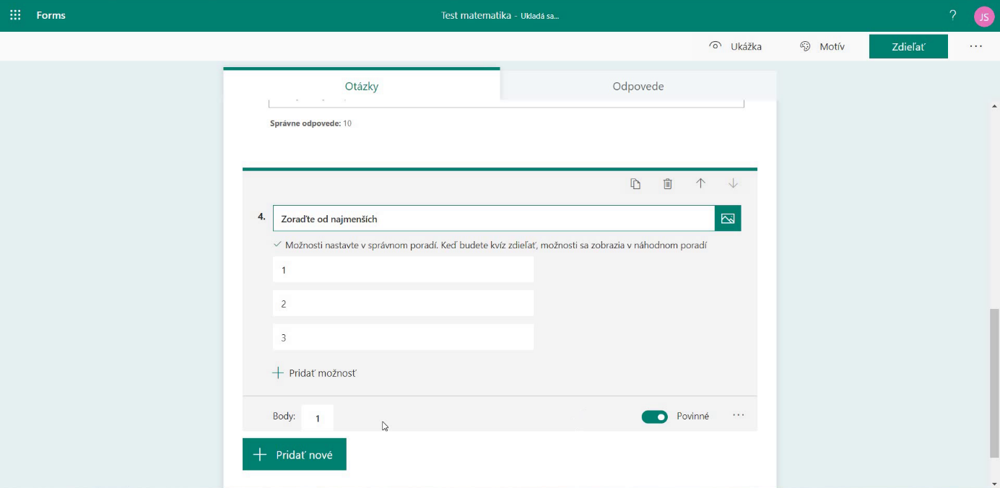 Forms
Test matematika - Ukladá sa...
?
JS
Ukážka
Motív
Zdieľať
...
Otázky
Odpovede
Správne odpovede: 10
4.
Zoraďte od najmenších
Možnosti nastavte v správnom poradí. Keď budete kvíz zdieľať, možnosti sa zobrazia v náhodnom poradí
1
2
3
Pridať možnosť
Body: 1
Povinné
...
Pridať nové